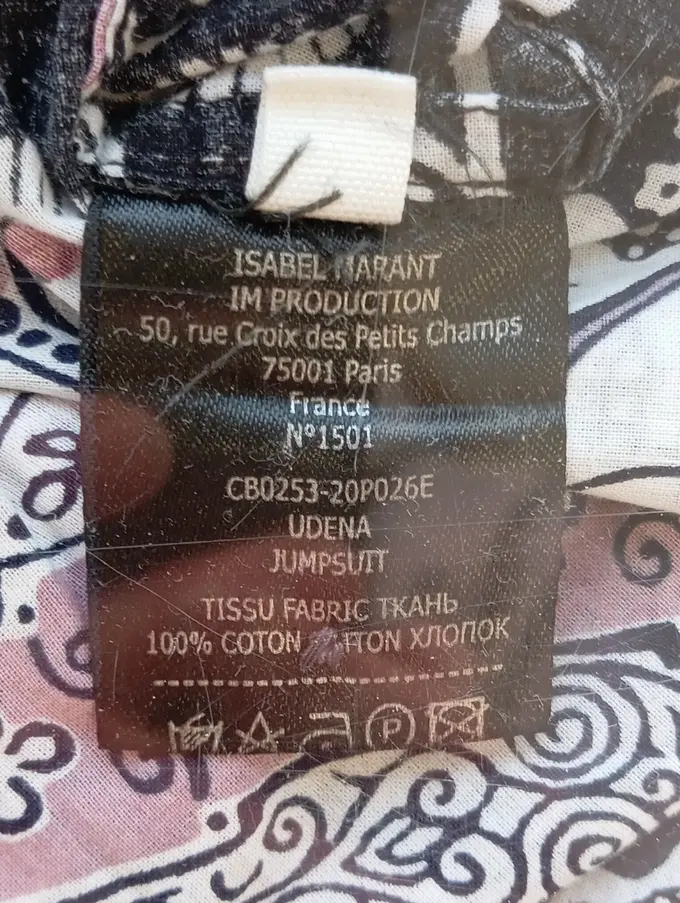 ISABEL MARANT
IM PRODUCTION
50, rue Croix des Petits Champs
75001 Paris
France
N°1501
CB0253-20P026E
UDENA
JUMPSUIT
TISSU FABRIC ТКАНЬ
100% COTON COTTON ХЛОПОК
P